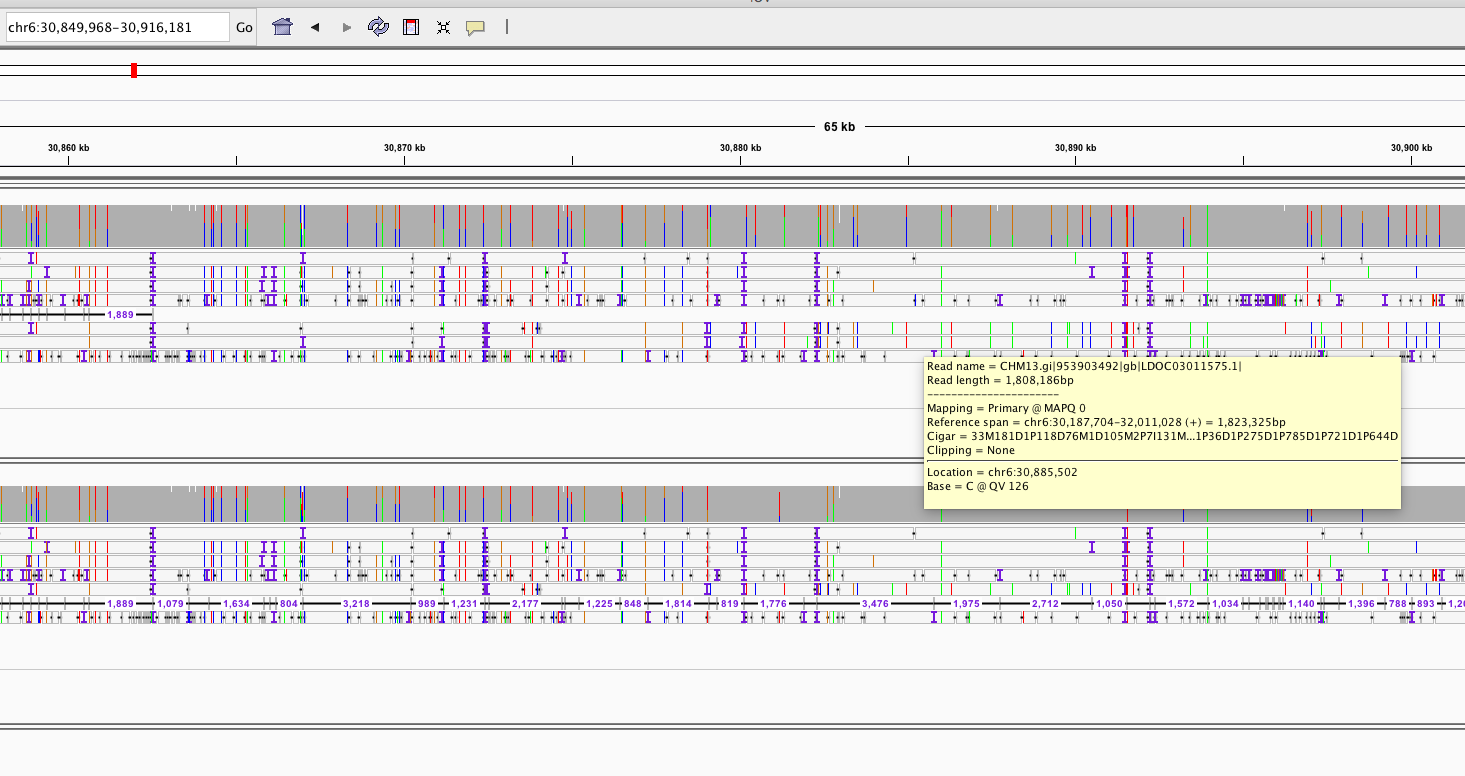 chr6:30,849,968-30,916,181 Go
65 kb
30,860 kb 30,870 kb 30,880 kb 30,890 kb 30,900 kb
1,889
Read name = CHM13.gi|953903492|gb|LDOC03011575.1|
Read length = 1,808,186bp
----------------------
Mapping = Primary @ MAPQ 0
Reference span = chr6:30,187,704-32,011,028 (+) = 1,823,325bp
Cigar = 33M181D1P118D76M1D105M2P7I131M...1P36D1P275D1P785D1P721D1P644D
Clipping = None
Location = chr6:30,885,502
Base = C @ QV 126
1,889 1,079 1,634 804 3,218 989 1,231 2,177 1,225 848 1,814 819 1,776 3,476 1,975 2,712 1,050 1,572 1,034 1,140 1,396 788 893